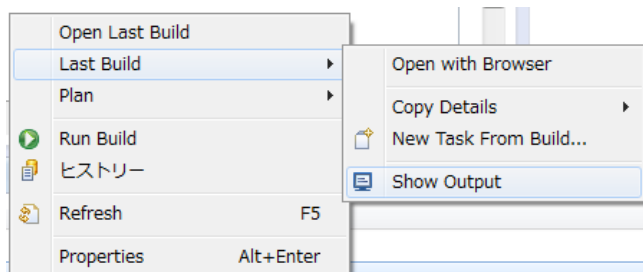 Open Last Build
Last Build
Plan
Run Build
ヒストリー
Refresh F5
Properties Alt+Enter
Open with Browser
Copy Details
New Task From Build...
Show Output